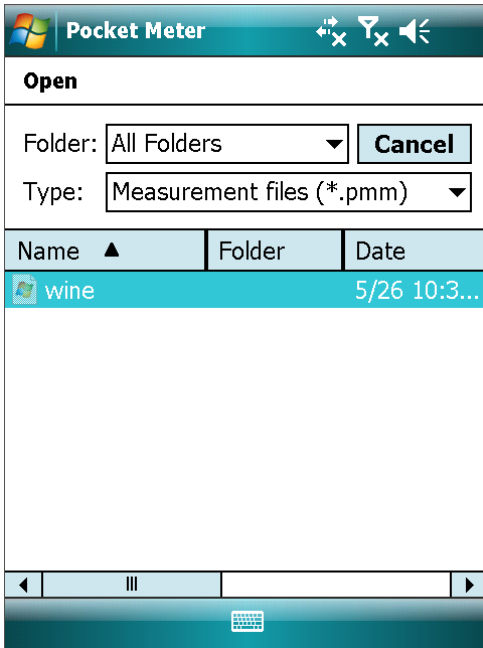 Pocket Meter
Open
Folder: All Folders Cancel
Type: Measurement files (*.pmm)
Name Folder Date
wine 5/26 10:3...